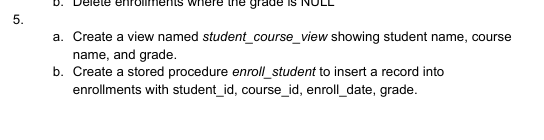 b. Delete enrollments where the grade is NULL
5.
a. Create a view named student_course_view showing student name, course
name, and grade.
b. Create a stored procedure enroll_student to insert a record into
enrollments with student_id, course_id, enroll_date, grade.